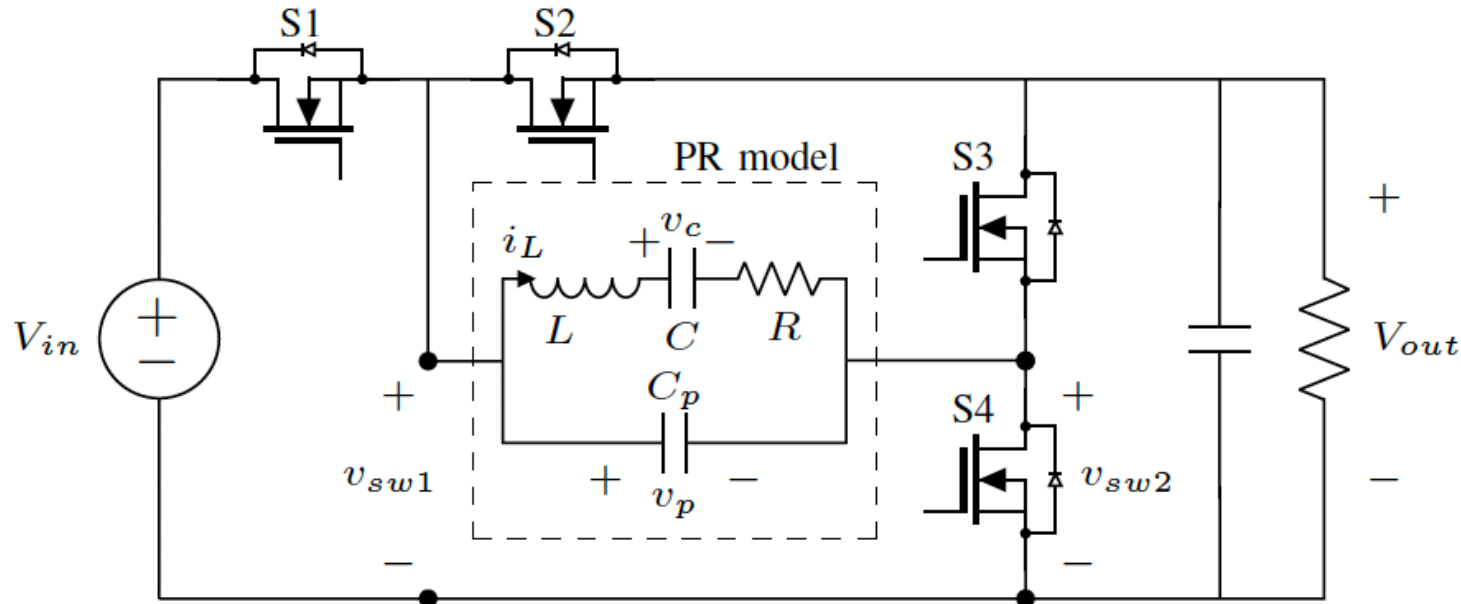 S1
S2
PR model
S3
i_L
+ v_c −
L
C
R
V_in
+
−
+
V_out
−
C_p
+
v_sw1
−
+ v_p −
S4
+
v_sw2
−